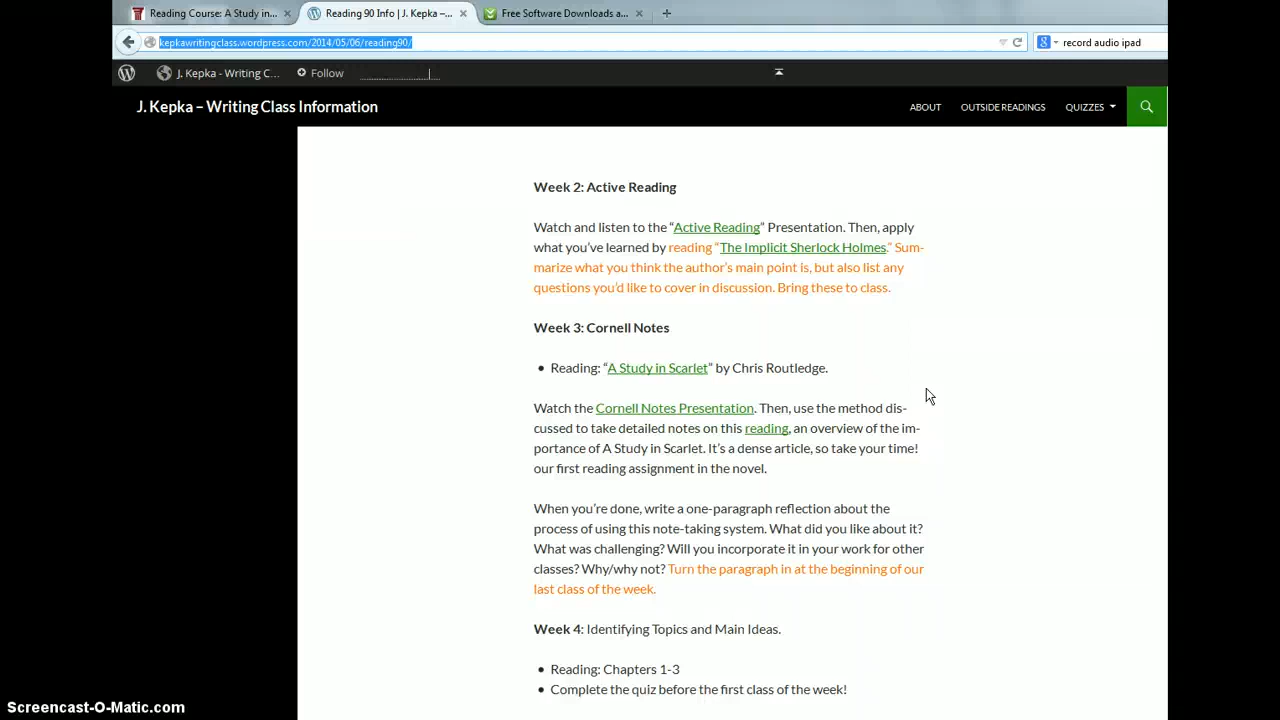 Reading Course: A Study in...
Reading 90 Info | J. Kepka –...
Free Software Downloads a...
kepkawritingclass.wordpress.com/2014/05/06/reading90/
record audio ipad
J. Kepka - Writing C...
Follow
J. Kepka – Writing Class Information
ABOUT
OUTSIDE READINGS
QUIZZES
Week 2: Active Reading
Watch and listen to the “Active Reading” Presentation. Then, apply
what you’ve learned by reading “The Implicit Sherlock Holmes.” Sum-
marize what you think the author’s main point is, but also list any
questions you’d like to cover in discussion. Bring these to class.
Week 3: Cornell Notes
• Reading: “A Study in Scarlet” by Chris Routledge.
Watch the Cornell Notes Presentation. Then, use the method dis-
cussed to take detailed notes on this reading, an overview of the im-
portance of A Study in Scarlet. It’s a dense article, so take your time!
our first reading assignment in the novel.
When you’re done, write a one-paragraph reflection about the
process of using this note-taking system. What did you like about it?
What was challenging? Will you incorporate it in your work for other
classes? Why/why not? Turn the paragraph in at the beginning of our
last class of the week.
Week 4: Identifying Topics and Main Ideas.
• Reading: Chapters 1-3
• Complete the quiz before the first class of the week!
Screencast-O-Matic.com